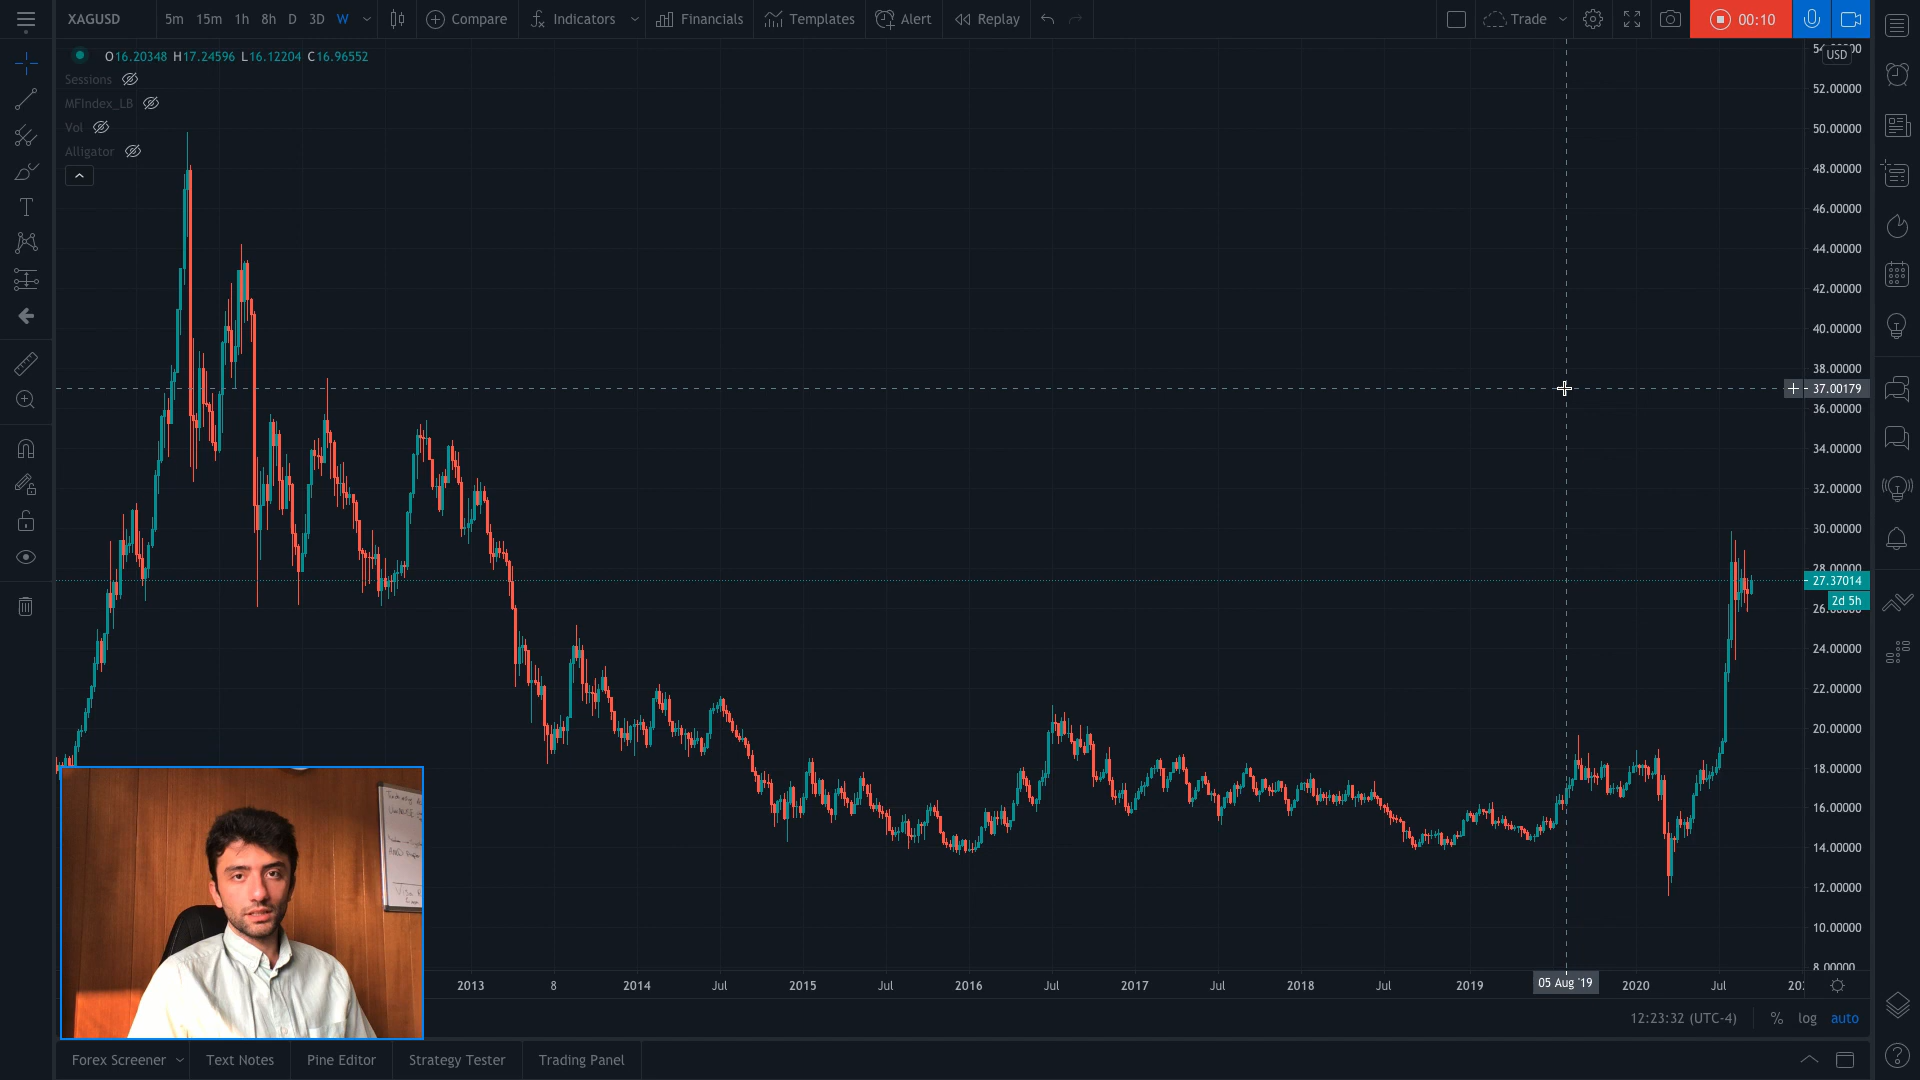 XAGUSD 5m 15m 1h 8h D 3D W Compare Indicators Financials Templates Alert Replay Trade 00:10
O16.20348 H17.24596 L16.12204 C16.96552
Sessions
MFIndex_LB
Vol
Alligator
USD
52.00000
50.00000
48.00000
46.00000
44.00000
42.00000
40.00000
38.00000
37.00179
36.00000
34.00000
32.00000
30.00000
28.00000
27.37014
2d 5h
24.00000
22.00000
20.00000
18.00000
16.00000
14.00000
12.00000
10.00000
8.00000
2013 8 2014 Jul 2015 Jul 2016 Jul 2017 Jul 2018 Jul 2019 05 Aug '19 2020 Jul
12:23:32 (UTC-4) % log auto
Forex Screener Text Notes Pine Editor Strategy Tester Trading Panel